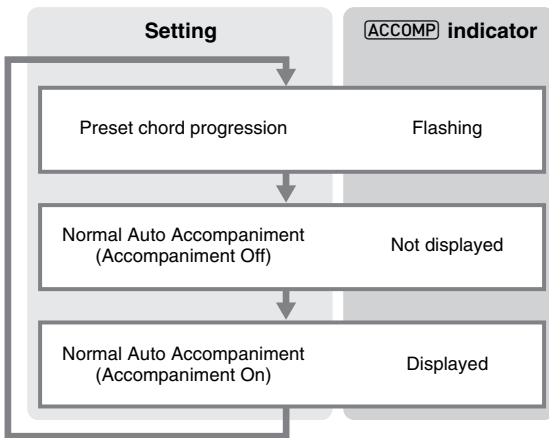 Setting
ACCOMP indicator
Preset chord progression
Flashing
Normal Auto Accompaniment
(Accompaniment Off)
Not displayed
Normal Auto Accompaniment
(Accompaniment On)
Displayed